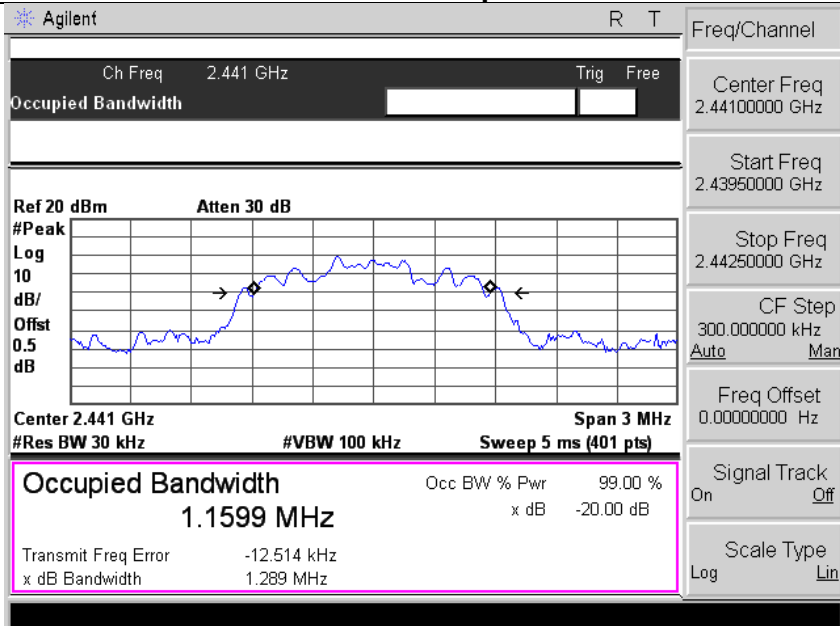 Agilent R T
Ch Freq 2.441 GHz Trig Free
Occupied Bandwidth
Ref 20 dBm Atten 30 dB
#Peak
Log
10
dB/
Offst
0.5
dB
Center 2.441 GHz Span 3 MHz
#Res BW 30 kHz #VBW 100 kHz Sweep 5 ms (401 pts)
Occupied Bandwidth Occ BW % Pwr 99.00 %
1.1599 MHz x dB -20.00 dB
Transmit Freq Error -12.514 kHz
x dB Bandwidth 1.289 MHz
Freq/Channel
Center Freq
2.44100000 GHz
Start Freq
2.43950000 GHz
Stop Freq
2.44250000 GHz
CF Step
300.000000 kHz
Auto Man
Freq Offset
0.00000000 Hz
Signal Track
On Off
Scale Type
Log Lin